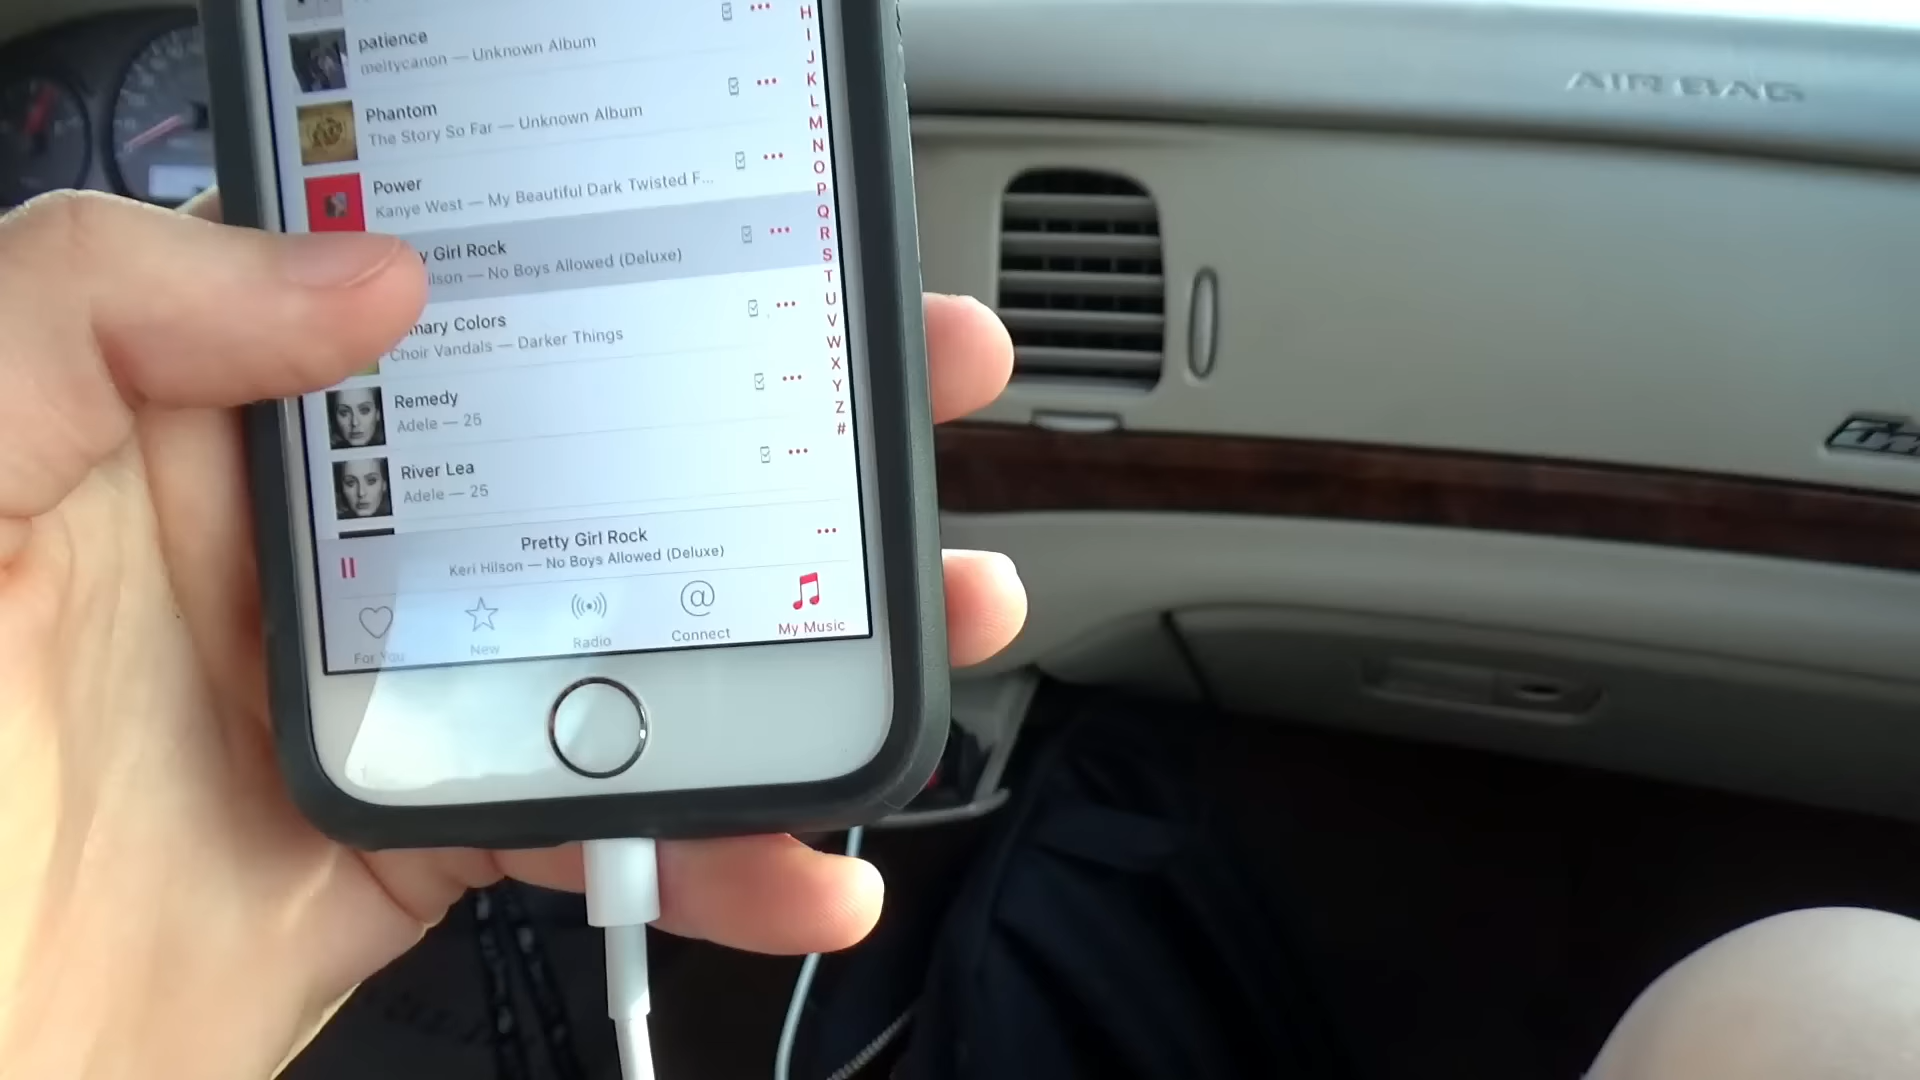 patience
meltycanon — Unknown Album
Phantom
The Story So Far — Unknown Album
Power
Kanye West — My Beautiful Dark Twisted F...
y Girl Rock
ilson — No Boys Allowed (Deluxe)
mary Colors
Choir Vandals — Darker Things
Remedy
Adele — 25
River Lea
Adele — 25
H
I
J
K
L
M
N
O
P
Q
R
S
T
U
V
W
X
Y
Z
#
Pretty Girl Rock
Keri Hilson — No Boys Allowed (Deluxe)
For You
New
Radio
Connect
My Music
AIR BAG